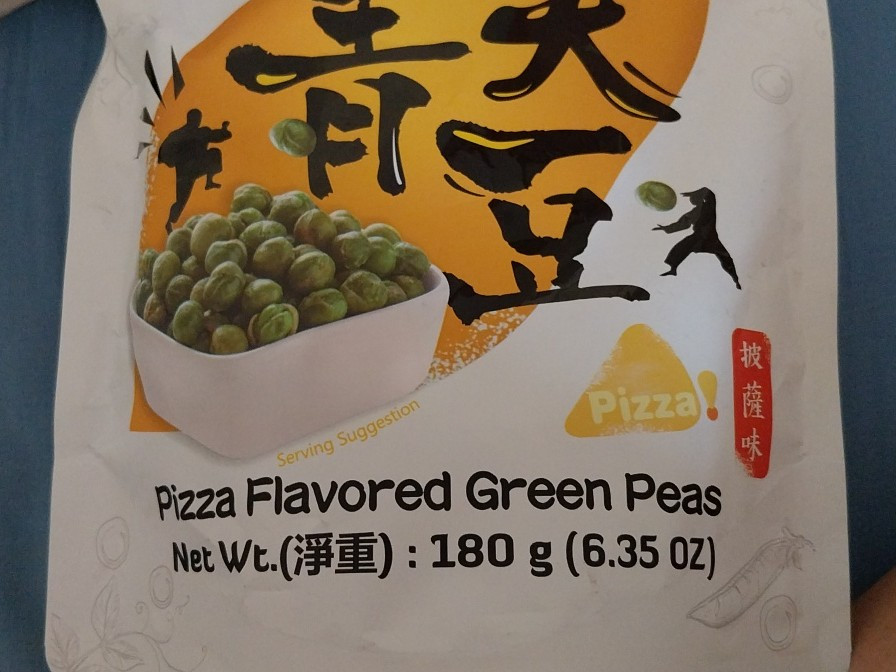 青
豆
Pizza!
披薩味
Serving Suggestion
Pizza Flavored Green Peas
Net Wt.(淨重) : 180 g (6.35 OZ)